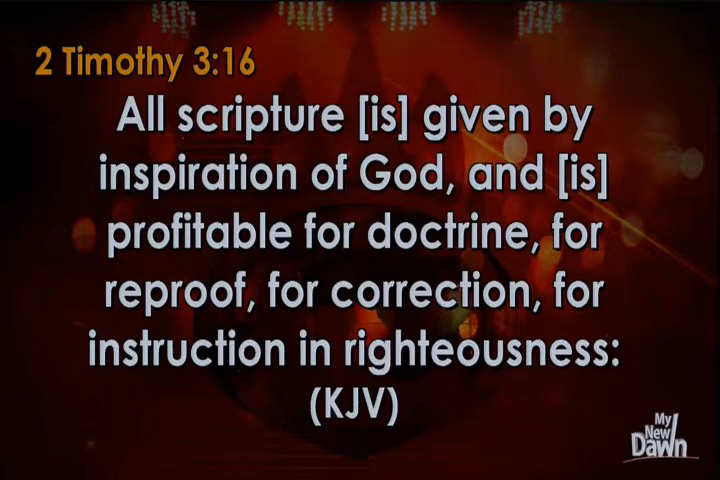 2 Timothy 3:16
All scripture [is] given by
inspiration of God, and [is]
profitable for doctrine, for
reproof, for correction, for
instruction in righteousness:
(KJV)
My
New
Dawn